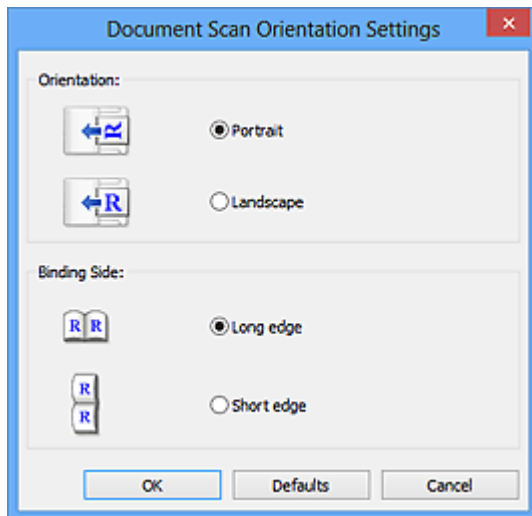 Document Scan Orientation Settings
Orientation:
R
Portrait
R
Landscape
Binding Side:
R R
Long edge
R
R
Short edge
OK Defaults Cancel